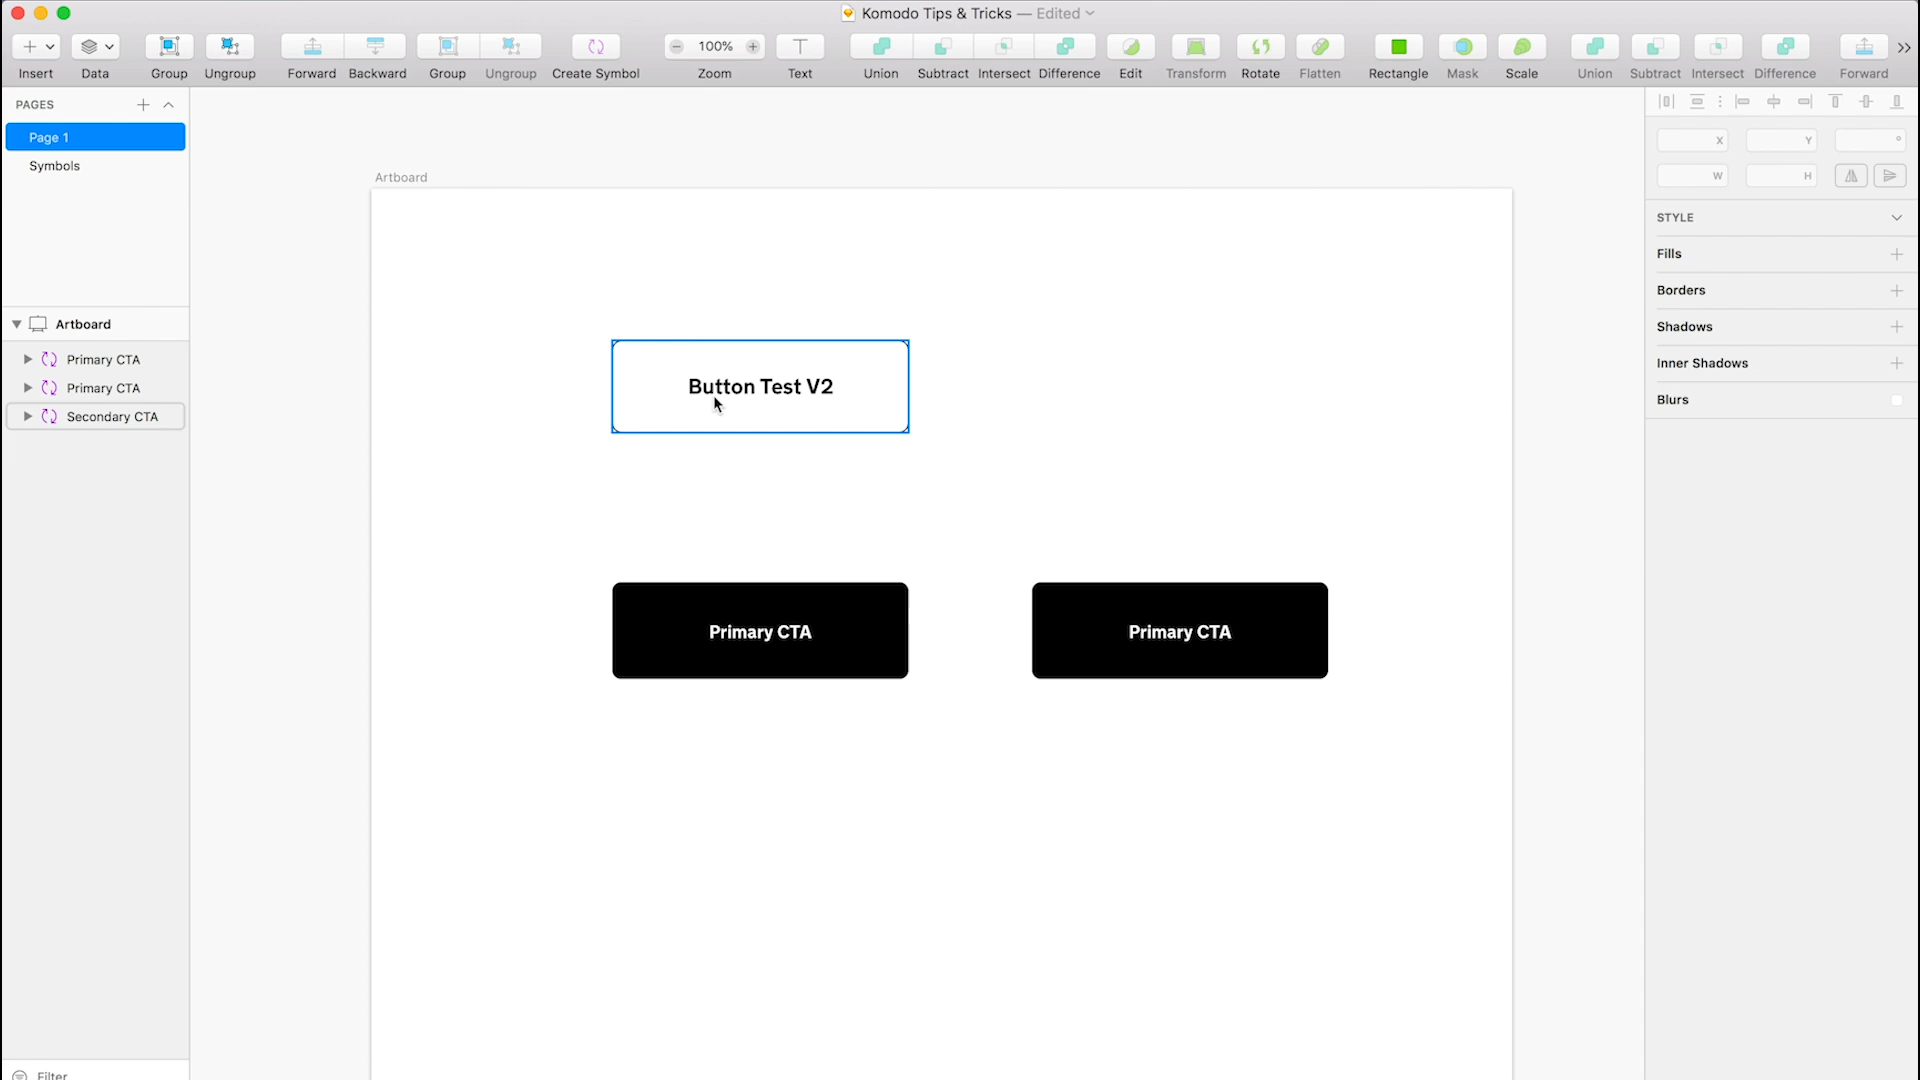 Komodo Tips & Tricks — Edited
100%
Insert Data Group Ungroup Forward Backward Group Ungroup Create Symbol Zoom Text Union Subtract Intersect Difference Edit Transform Rotate Flatten Rectangle Mask Scale Union Subtract Intersect Difference Forward
PAGES
Page 1
Symbols
Artboard
Primary CTA
Primary CTA
Secondary CTA
Filter
Artboard
Button Test V2
Primary CTA Primary CTA
X Y °
W H
STYLE
Fills
Borders
Shadows
Inner Shadows
Blurs